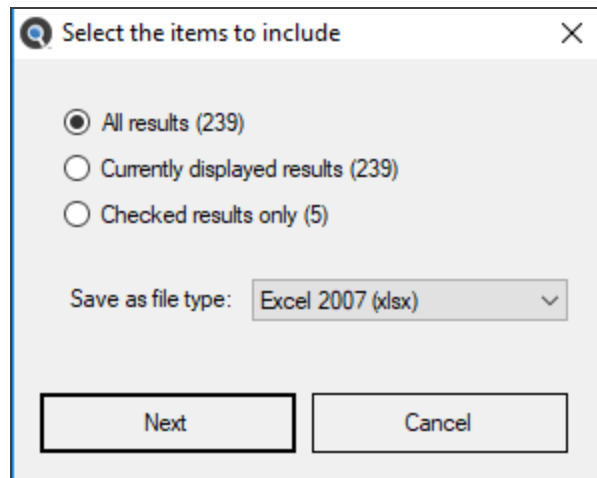 Select the items to include
All results (239)
Currently displayed results (239)
Checked results only (5)
Save as file type: Excel 2007 (xlsx)
Next Cancel